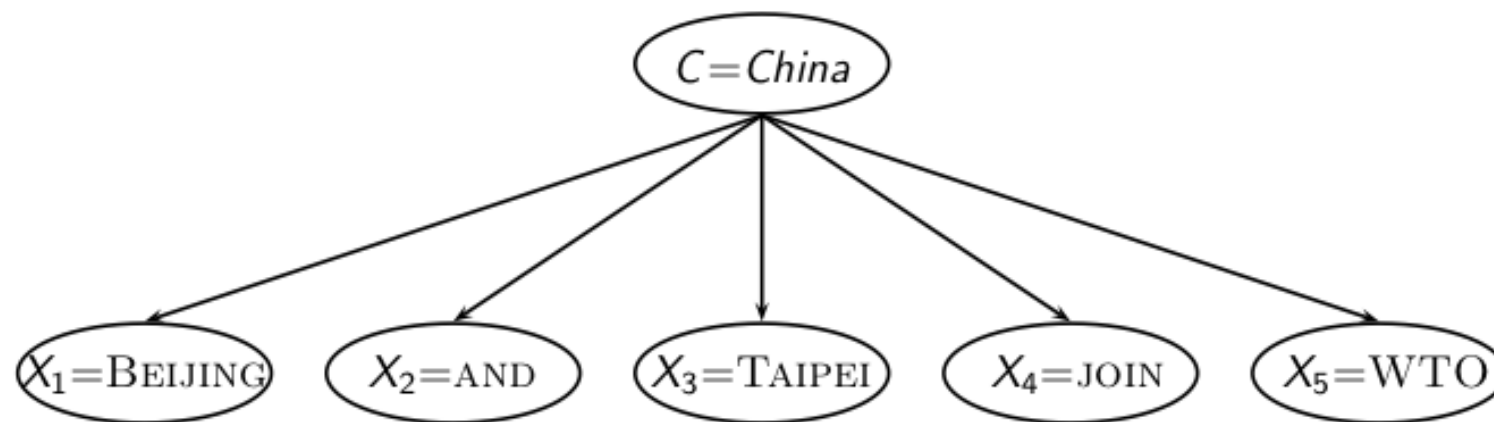 C=China
X₁=BEIJING
X₂=AND
X₃=TAIPEI
X₄=JOIN
X₅=WTO